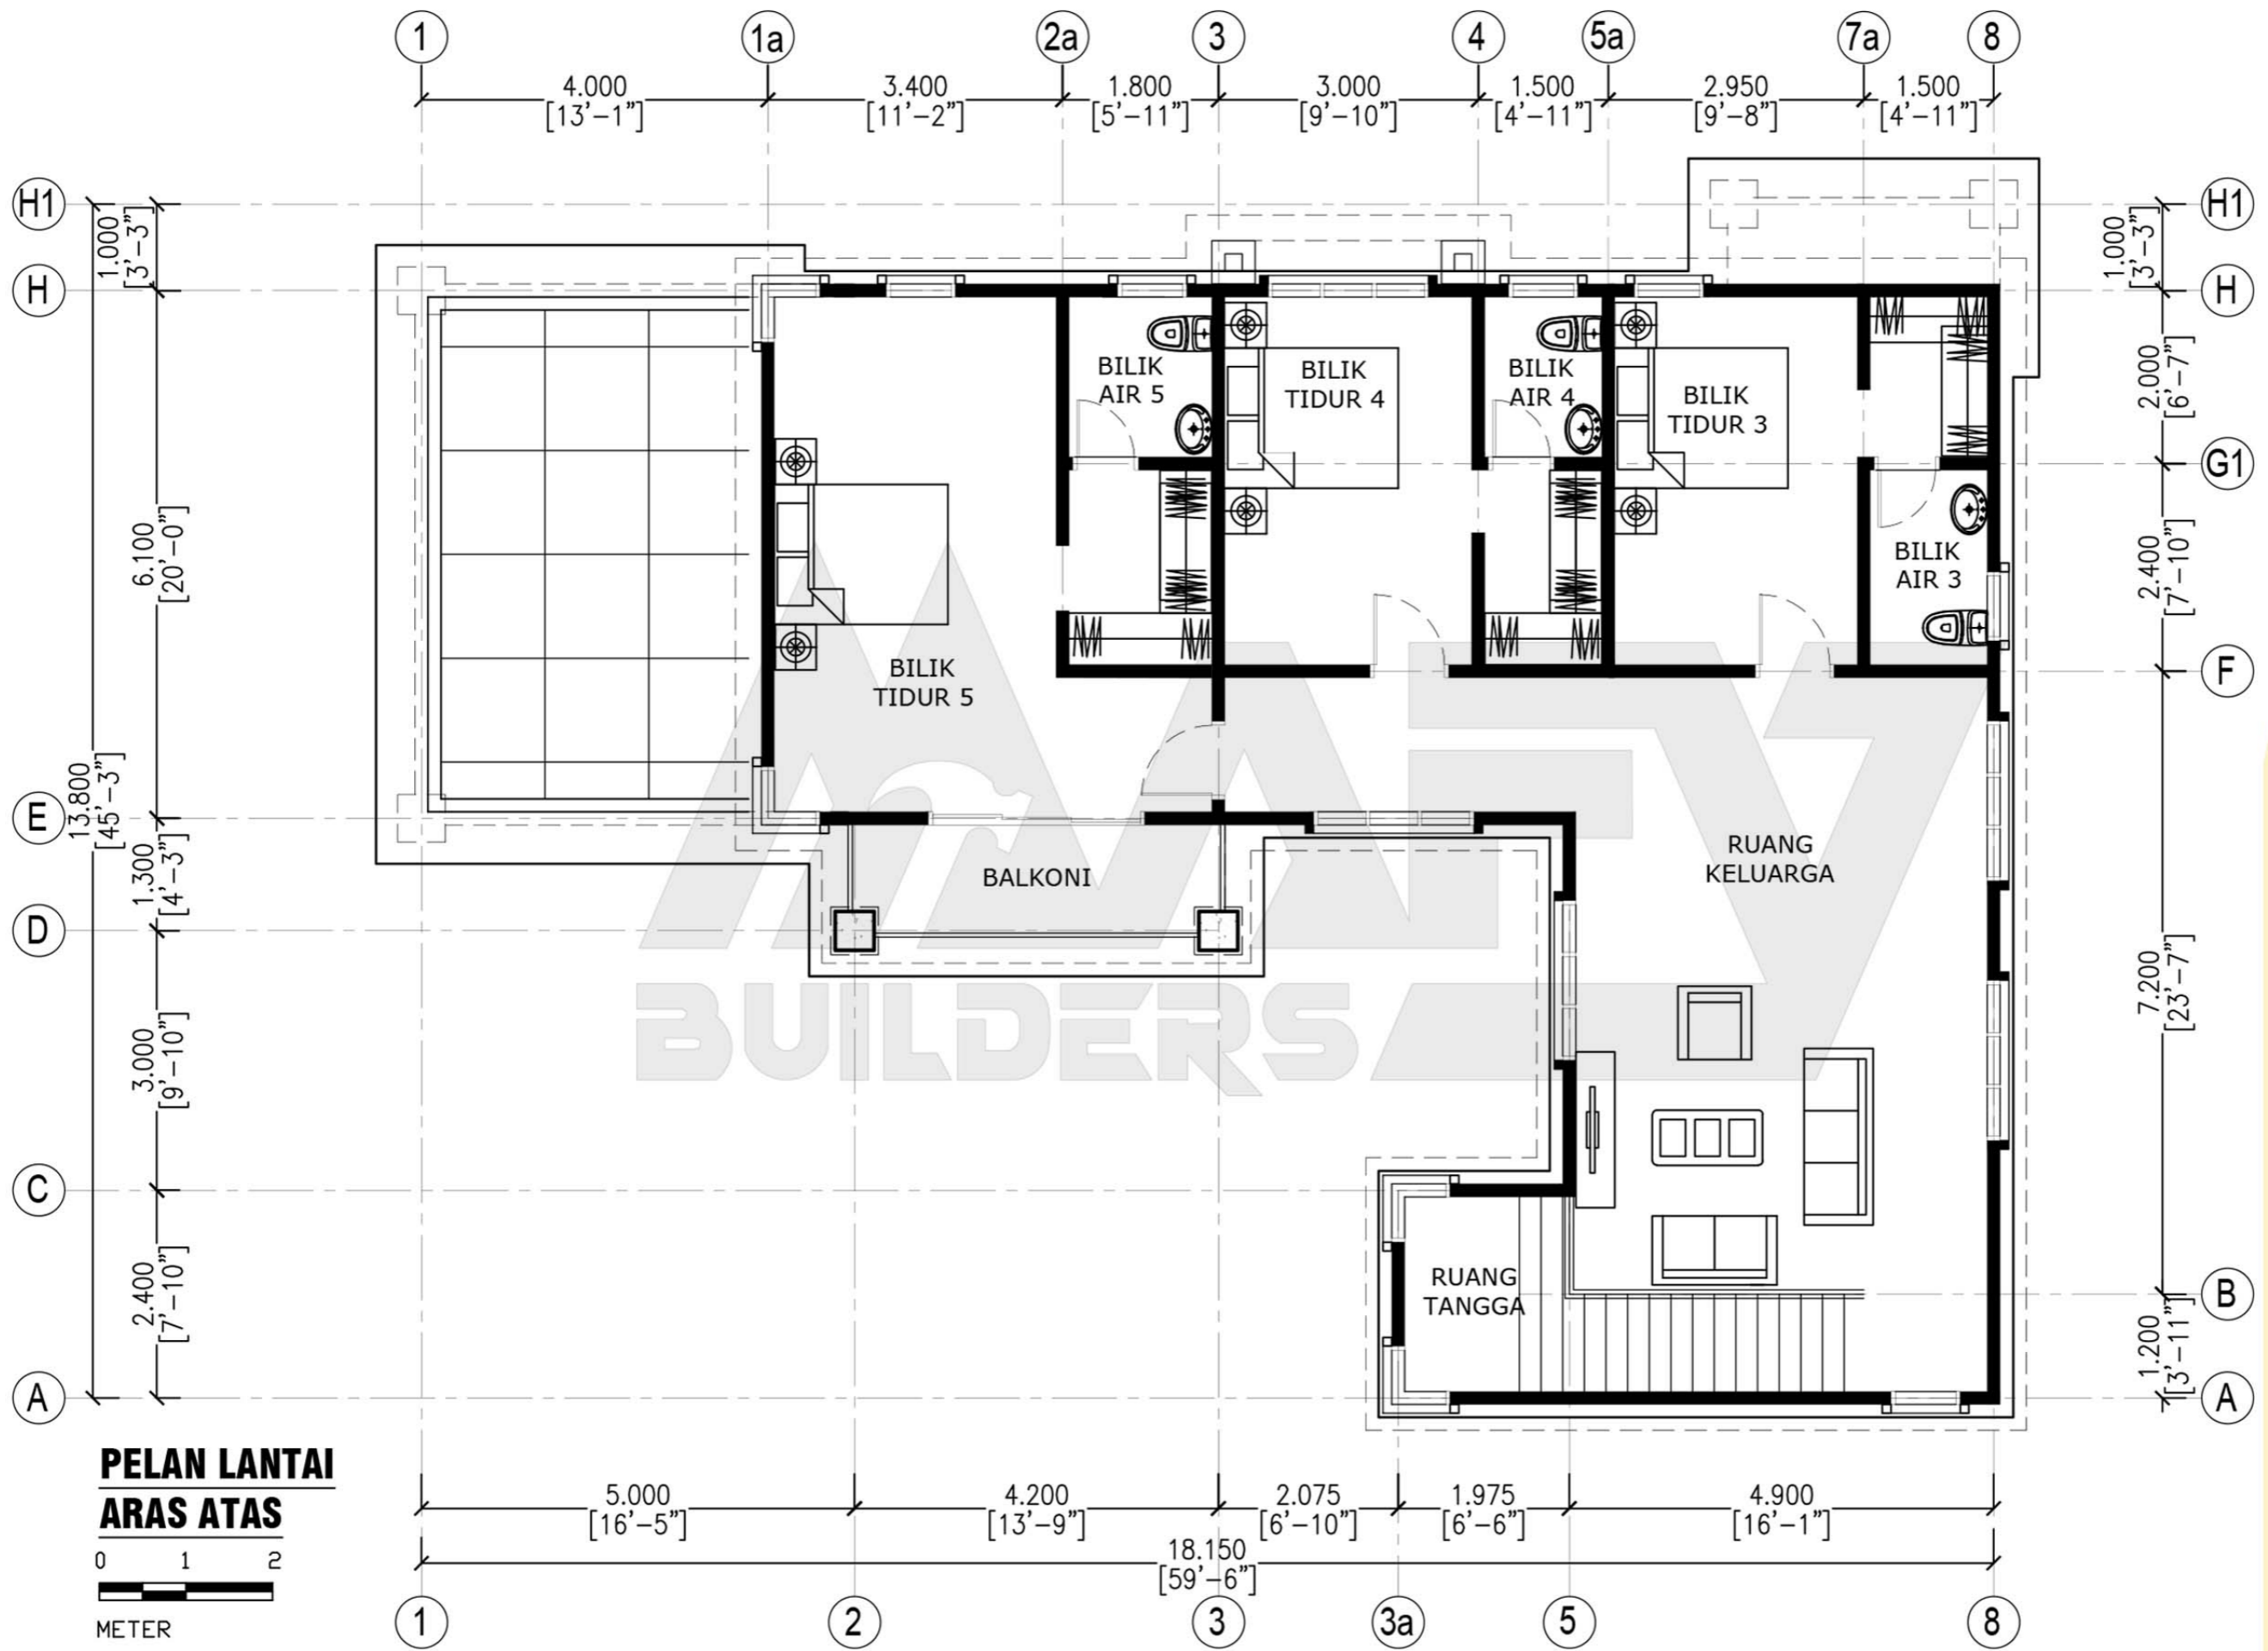 1 1a 2a 3 4 5a 7a 8
4.000 3.400 1.800 3.000 1.500 2.950 1.500
[13'-1"] [11'-2"] [5'-11"] [9'-10"] [4'-11"] [9'-8"] [4'-11"]
H1 H1
1.000
[3'-3"]
1.000
[3'-3"]
H H
2.000
[6'-7"]
BILIK
AIR 5
BILIK
TIDUR 4
BILIK
AIR 4
BILIK
TIDUR 3
G1
6.100
[20'-0"]
2.400
[7'-10"]
BILIK
AIR 3
BILIK
TIDUR 5
F
13.800
[45'-3"]
E
1.300
[4'-3"]
BALKONI
RUANG
KELUARGA
D
7.200
[23'-7"]
BUILDERS
3.000
[9'-10"]
C
2.400
[7'-10"]
RUANG
TANGGA
B
1.200
[3'-11"]
A A
PELAN LANTAI
ARAS ATAS
0 1 2
METER
5.000 4.200 2.075 1.975 4.900
[16'-5"] [13'-9"] [6'-10"] [6'-6"] [16'-1"]
18.150
[59'-6"]
1 2 3 3a 5 8